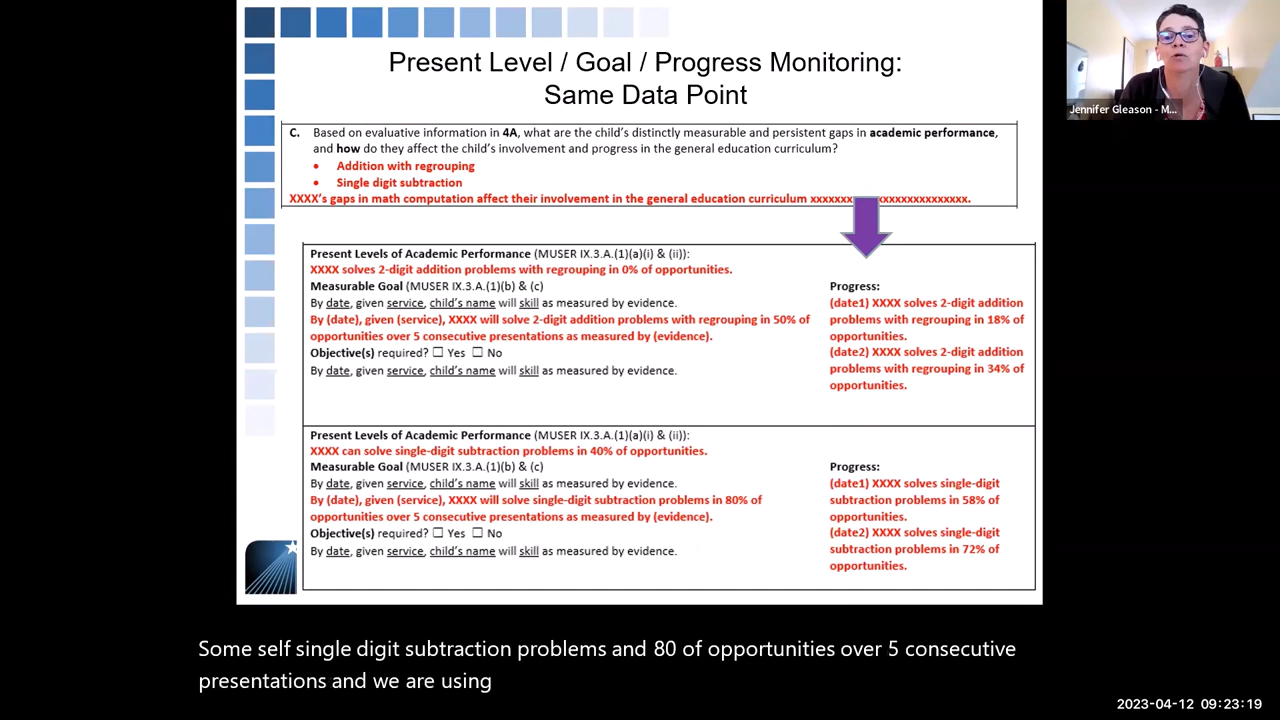 Present Level / Goal / Progress Monitoring:
Same Data Point
Jennifer Gleason - M...
C. Based on evaluative information in 4A, what are the child's distinctly measurable and persistent gaps in academic performance,
and how do they affect the child's involvement and progress in the general education curriculum?
• Addition with regrouping
• Single digit subtraction
XXXX's gaps in math computation affect their involvement in the general education curriculum
Present Levels of Academic Performance (MUSER IX.3.A.(1)(a)(i) & (ii)):
XXXX solves 2-digit addition problems with regrouping in 0% of opportunities.
Measurable Goal (MUSER IX.3.A.(1)(b) & (c)
By date, given service, child's name will skill as measured by evidence.
By (date), given (service), XXXX will solve 2-digit addition problems with regrouping in 50% of
opportunities over 5 consecutive presentations as measured by (evidence).
Objective(s) required? ☐ Yes ☐ No
By date, given service, child's name will skill as measured by evidence.
Progress:
(date1) XXXX solves 2-digit addition
problems with regrouping in 18% of
opportunities.
(date2) XXXX solves 2-digit addition
problems with regrouping in 34% of
opportunities.
Present Levels of Academic Performance (MUSER IX.3.A.(1)(a)(i) & (ii)):
XXXX can solve single-digit subtraction problems in 40% of opportunities.
Measurable Goal (MUSER IX.3.A.(1)(b) & (c)
By date, given service, child's name will skill as measured by evidence.
By (date), given (service), XXXX will solve single-digit subtraction problems in 80% of
opportunities over 5 consecutive presentations as measured by (evidence).
Objective(s) required? ☐ Yes ☐ No
By date, given service, child's name will skill as measured by evidence.
Progress:
(date1) XXXX solves single-digit
subtraction problems in 58% of
opportunities.
(date2) XXXX solves single-digit
subtraction problems in 72% of
opportunities.
Some self single digit subtraction problems and 80 of opportunities over 5 consecutive
presentations and we are using
2023-04-12 09:23:19